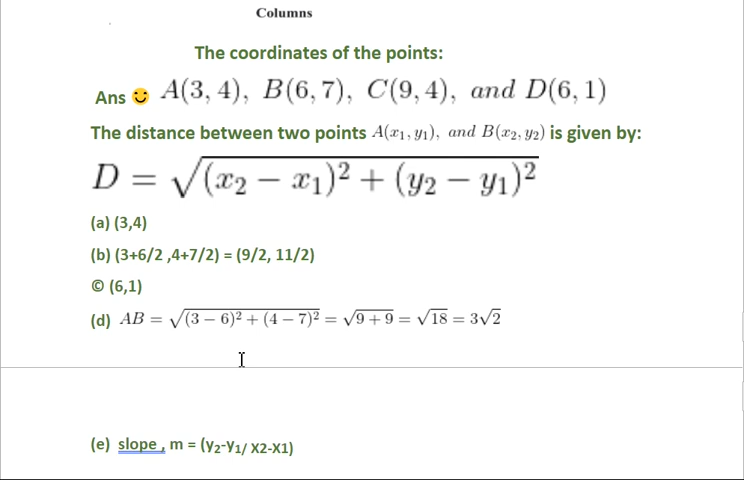 Columns
The coordinates of the points:
Ans 😊 A(3, 4), B(6, 7), C(9, 4), and D(6, 1)
The distance between two points A(x₁, y₁), and B(x₂, y₂) is given by:
D = √((x₂ − x₁)² + (y₂ − y₁)²)
(a) (3,4)
(b) (3+6/2 ,4+7/2) = (9/2, 11/2)
© (6,1)
(d) AB = √((3 − 6)² + (4 − 7)²) = √(9 + 9) = √18 = 3√2
(e) slope , m = (y₂-y₁/ X2-X1)